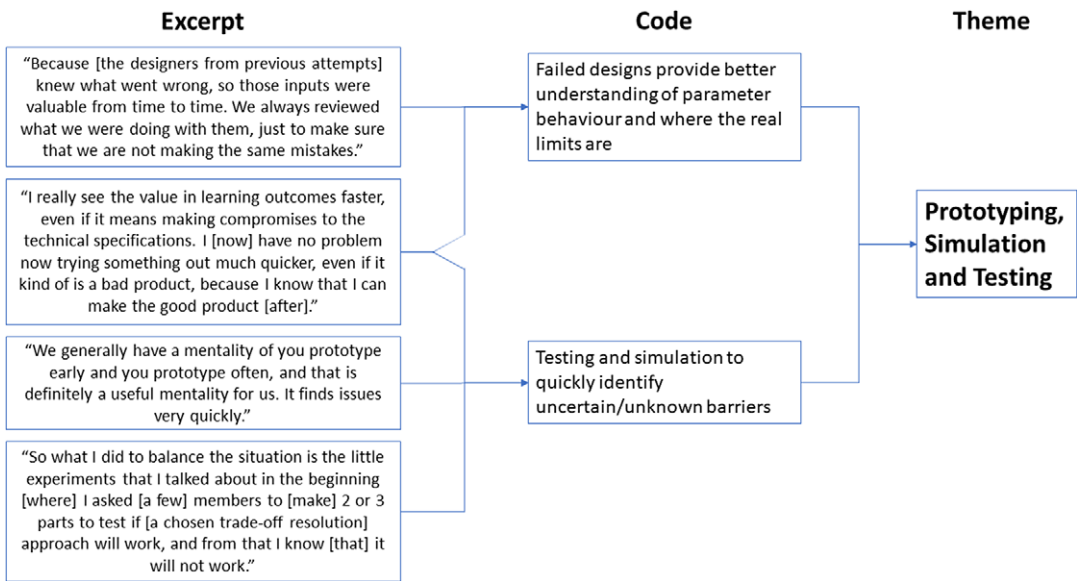 Excerpt
Code
Theme
“Because [the designers from previous attempts]
knew what went wrong, so those inputs were
valuable from time to time. We always reviewed
what we were doing with them, just to make sure
that we are not making the same mistakes.”
“I really see the value in learning outcomes faster,
even if it means making compromises to the
technical specifications. I [now] have no problem
now trying something out much quicker, even if it
kind of is a bad product, because I know that I can
make the good product [after].”
“We generally have a mentality of you prototype
early and you prototype often, and that is
definitely a useful mentality for us. It finds issues
very quickly.”
“So what I did to balance the situation is the little
experiments that I talked about in the beginning
[where] I asked [a few] members to [make] 2 or 3
parts to test if [a chosen trade-off resolution]
approach will work, and from that I know [that] it
will not work.”
Failed designs provide better
understanding of parameter
behaviour and where the real
limits are
Testing and simulation to
quickly identify
uncertain/unknown barriers
Prototyping,
Simulation
and Testing